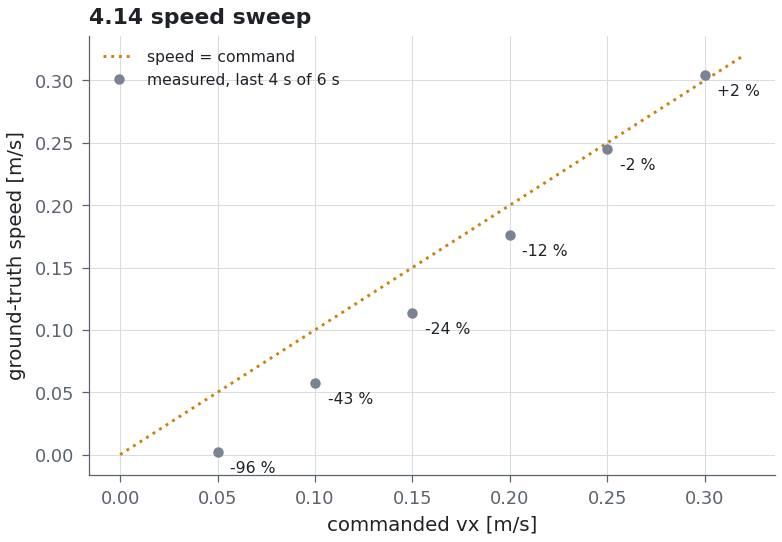 4.14 speed sweep
speed = command
measured, last 4 s of 6 s
ground-truth speed [m/s]
0.30
0.25
0.20
0.15
0.10
0.05
0.00
+2 %
-2 %
-12 %
-24 %
-43 %
-96 %
0.00 0.05 0.10 0.15 0.20 0.25 0.30
commanded vx [m/s]